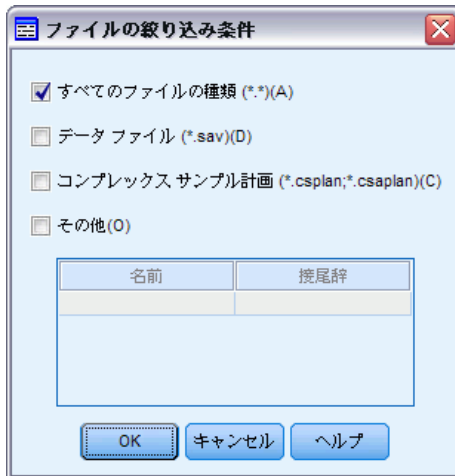 ファイルの絞り込み条件
すべてのファイルの種類 (*.*)(A)
データ ファイル (*.sav)(D)
コンプレックス サンプル計画 (*.csplan;*.csaplan)(C)
その他(O)
名前 接尾辞
OK キャンセル ヘルプ